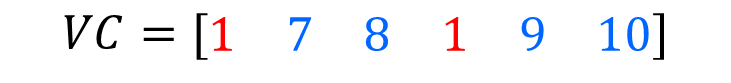 VC = [1 7 8 1 9 10]